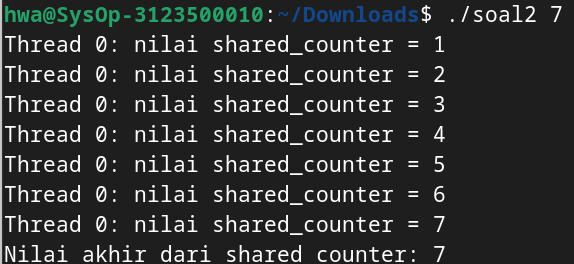 hwa@SysOp-3123500010:~/Downloads$ ./soal2 7
Thread 0: nilai shared_counter = 1
Thread 0: nilai shared_counter = 2
Thread 0: nilai shared_counter = 3
Thread 0: nilai shared_counter = 4
Thread 0: nilai shared_counter = 5
Thread 0: nilai shared_counter = 6
Thread 0: nilai shared_counter = 7
Nilai akhir dari shared counter: 7